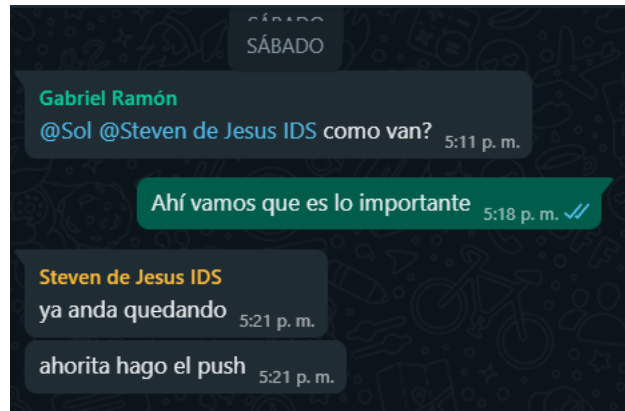 SÁBADO
SÁBADO
Gabriel Ramón
@Sol @Steven de Jesus IDS como van? 5:11 p. m.
Ahí vamos que es lo importante 5:18 p. m.
Steven de Jesus IDS
ya anda quedando 5:21 p. m.
ahorita hago el push 5:21 p. m.